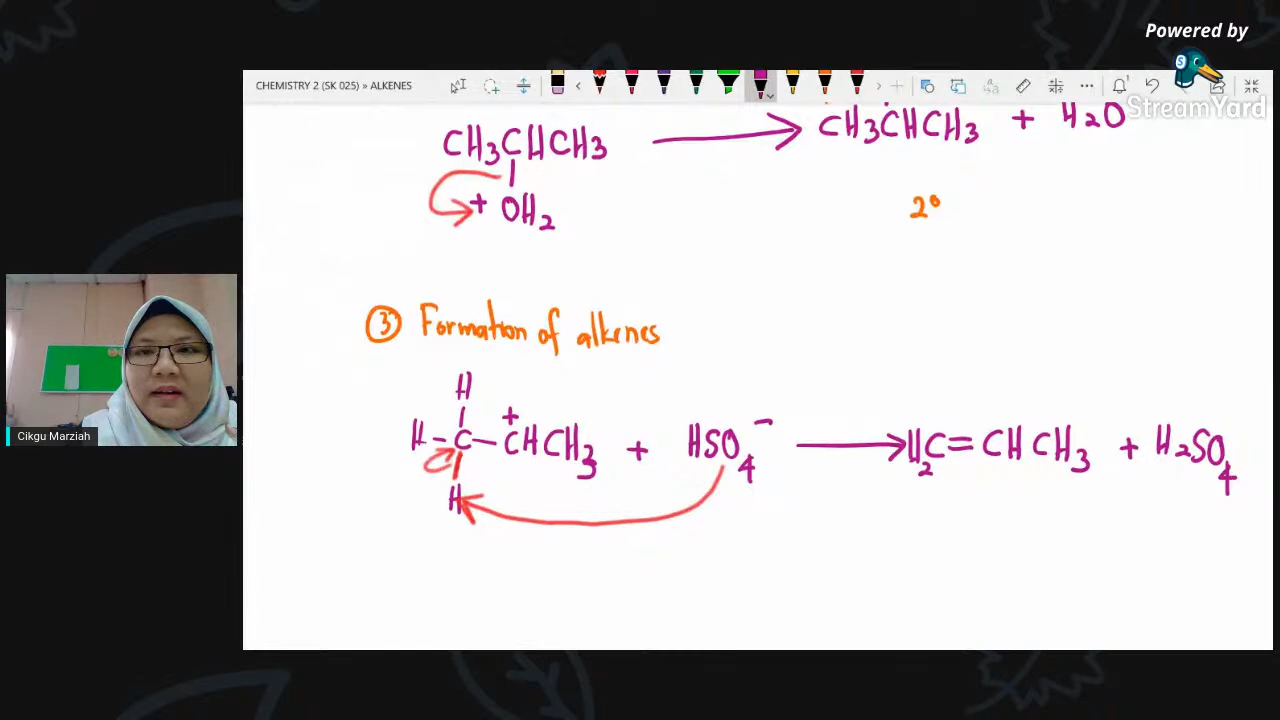 Powered by
StreamYard
CHEMISTRY 2 (SK 025) » ALKENES
CH3CHCH3 → CH3CHCH3 + H2O
+ OH2
2°
③ Formation of alkenes
H
H-C-CHCH3 + HSO4⁻ → H2C=CHCH3 + H2SO4
+
H
Cikgu Marziah